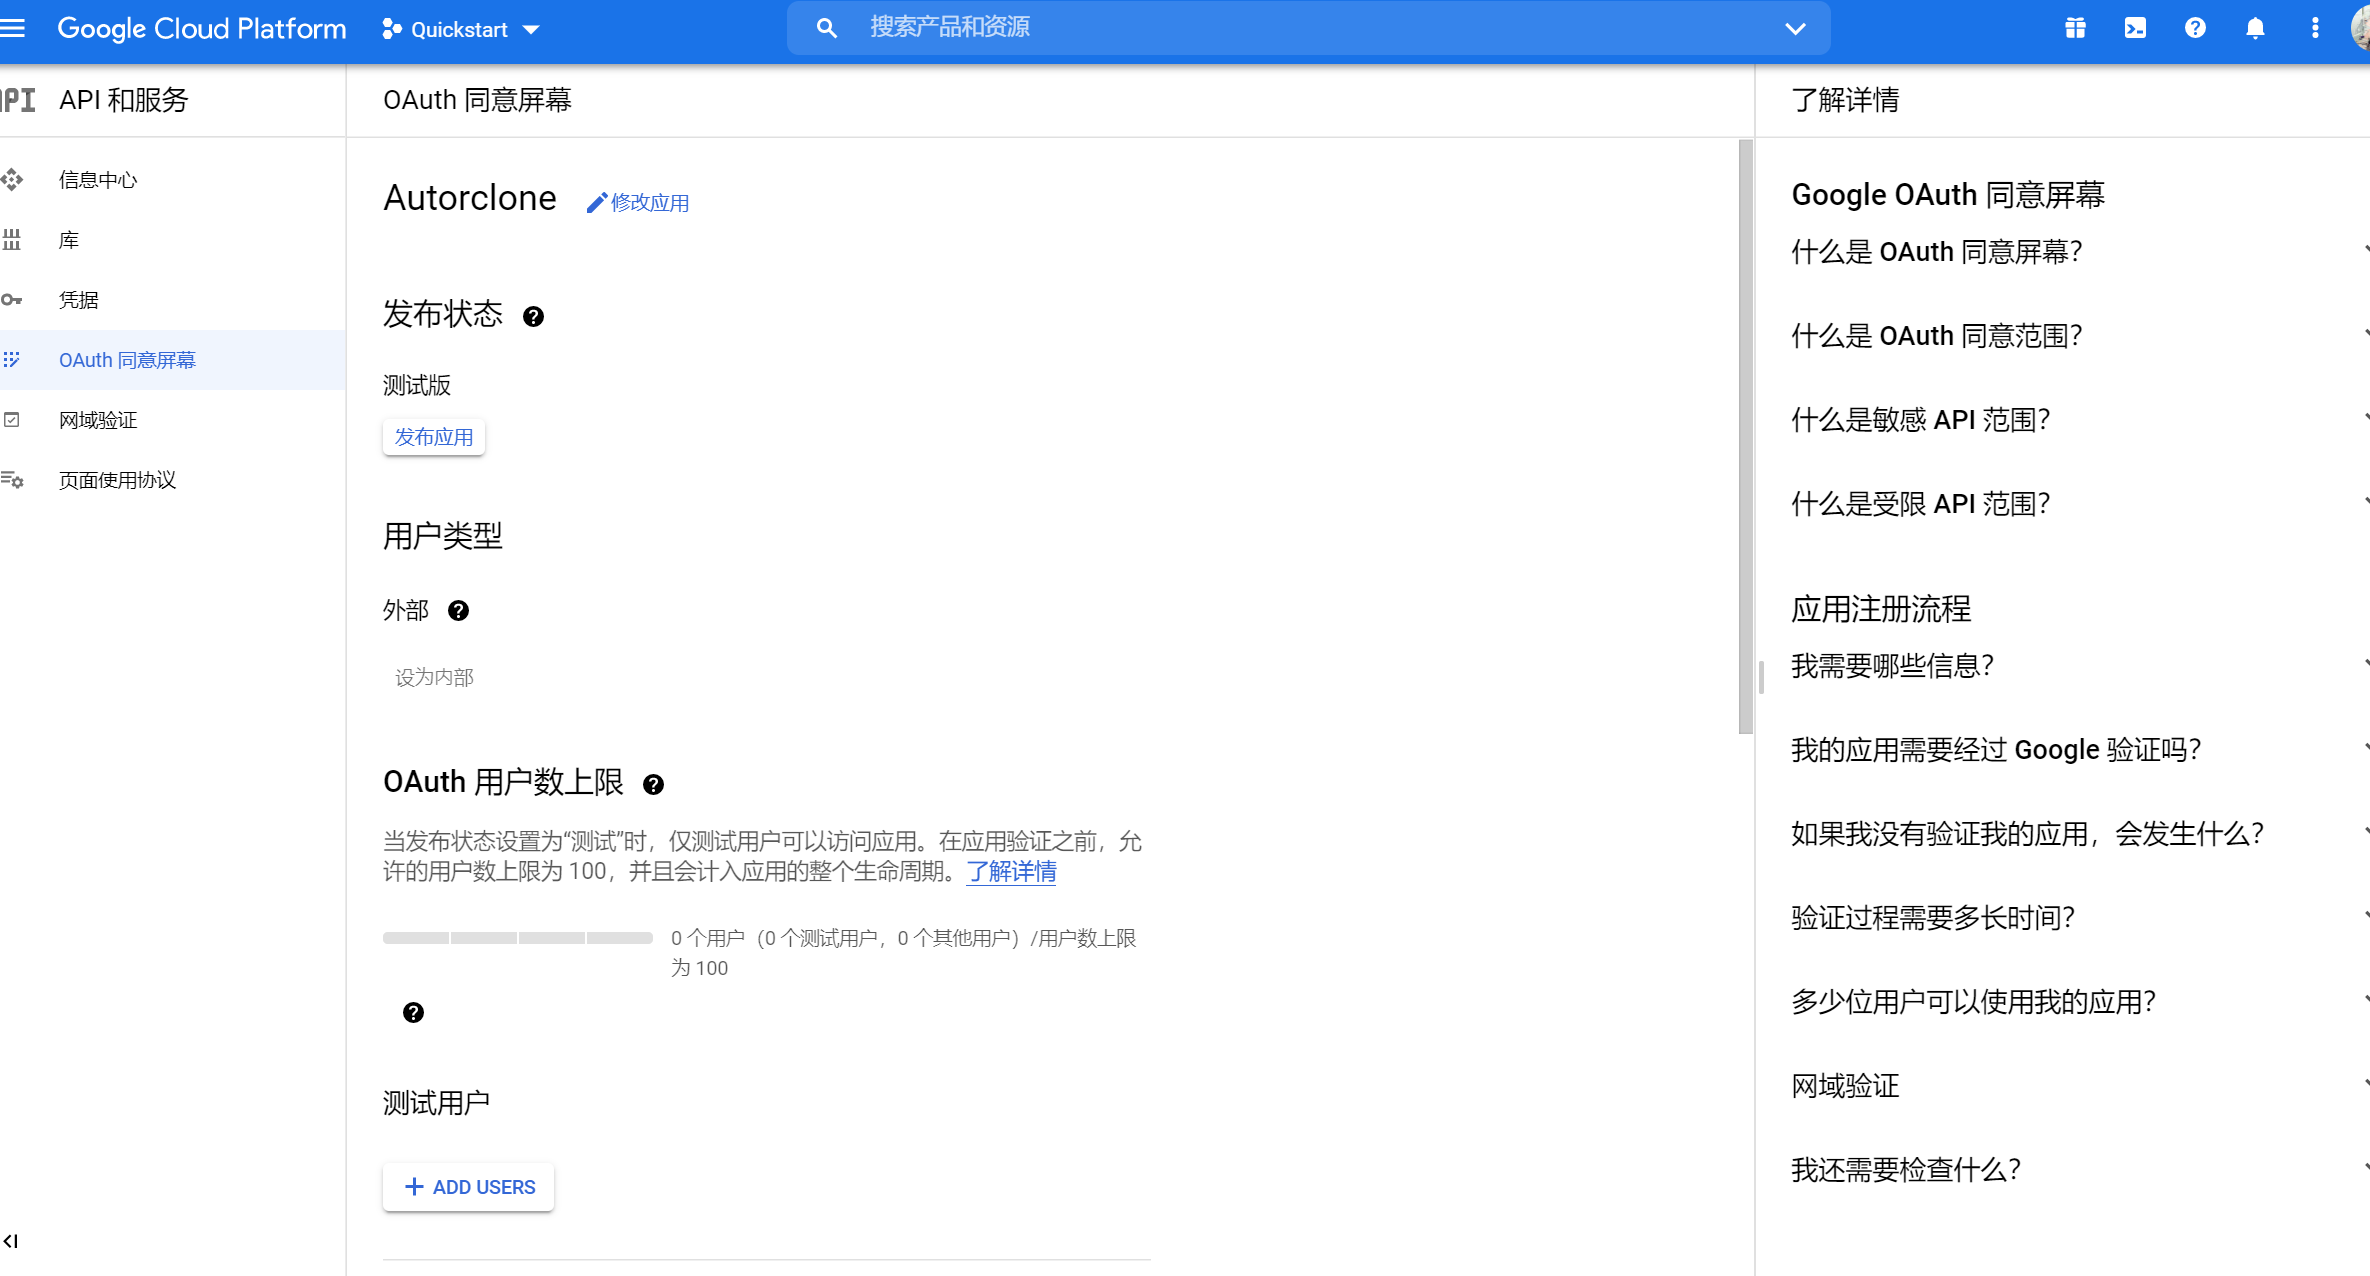 Google Cloud Platform
Quickstart
搜索产品和资源
API
API 和服务
信息中心
库
凭据
OAuth 同意屏幕
网域验证
页面使用协议
OAuth 同意屏幕
Autorclone
修改应用
发布状态
测试版
发布应用
用户类型
外部
设为内部
OAuth 用户数上限
当发布状态设置为“测试”时，仅测试用户可以访问应用。在应用验证之前，允
许的用户数上限为 100，并且会计入应用的整个生命周期。了解详情
0 个用户（0 个测试用户，0 个其他用户）/用户数上限
为 100
测试用户
ADD USERS
了解详情
Google OAuth 同意屏幕
什么是 OAuth 同意屏幕？
什么是 OAuth 同意范围？
什么是敏感 API 范围？
什么是受限 API 范围？
应用注册流程
我需要哪些信息？
我的应用需要经过 Google 验证吗？
如果我没有验证我的应用，会发生什么？
验证过程需要多长时间？
多少位用户可以使用我的应用？
网域验证
我还需要检查什么？